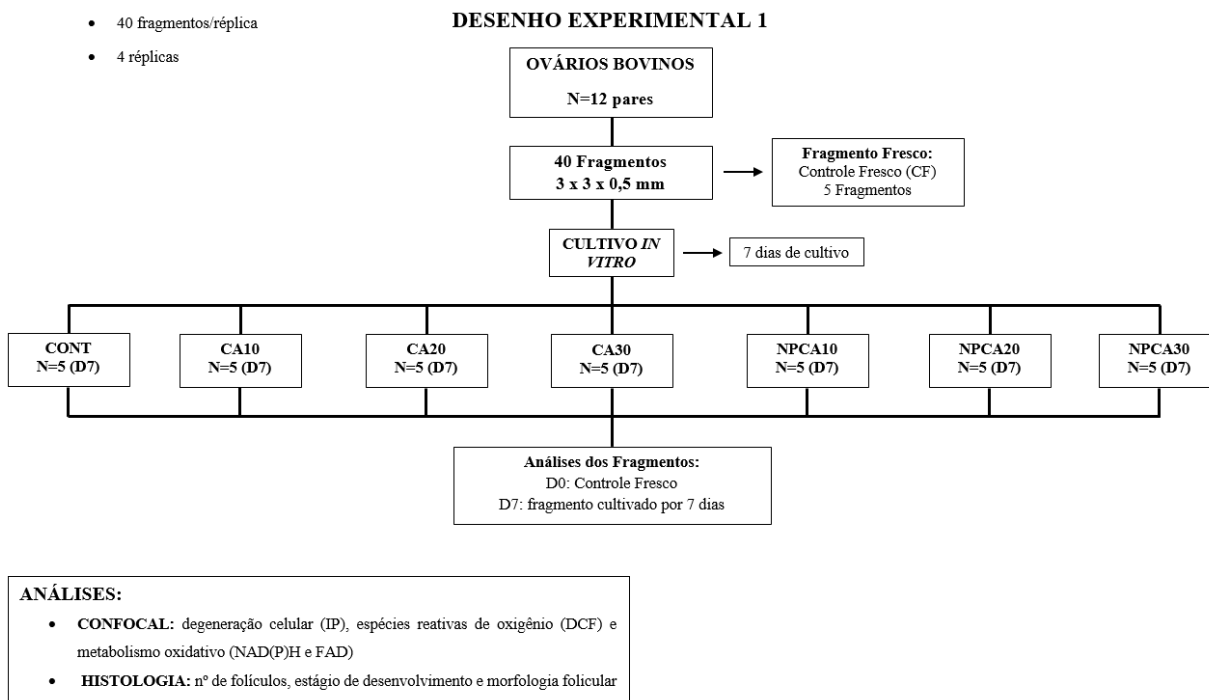 • 40 fragmentos/réplica
• 4 réplicas
DESENHO EXPERIMENTAL 1
OVÁRIOS BOVINOS
N=12 pares
40 Fragmentos
3 x 3 x 0,5 mm
Fragmento Fresco:
Controle Fresco (CF)
5 Fragmentos
CULTIVO IN
VITRO
7 dias de cultivo
CONT
N=5 (D7)
CA10
N=5 (D7)
CA20
N=5 (D7)
CA30
N=5 (D7)
NPCA10
N=5 (D7)
NPCA20
N=5 (D7)
NPCA30
N=5 (D7)
Análises dos Fragmentos:
D0: Controle Fresco
D7: fragmento cultivado por 7 dias
ANÁLISES:
• CONFOCAL: degeneração celular (IP), espécies reativas de oxigênio (DCF) e
metabolismo oxidativo (NAD(P)H e FAD)
• HISTOLOGIA: nº de folículos, estágio de desenvolvimento e morfologia folicular